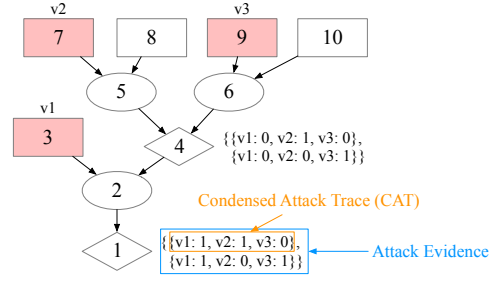 v2
v3
7
8
9
10
v1
5
6
3
4
{{v1: 0, v2: 1, v3: 0},
{v1: 0, v2: 0, v3: 1}}
2
Condensed Attack Trace (CAT)
1
{{v1: 1, v2: 1, v3: 0},
{v1: 1, v2: 0, v3: 1}}
Attack Evidence